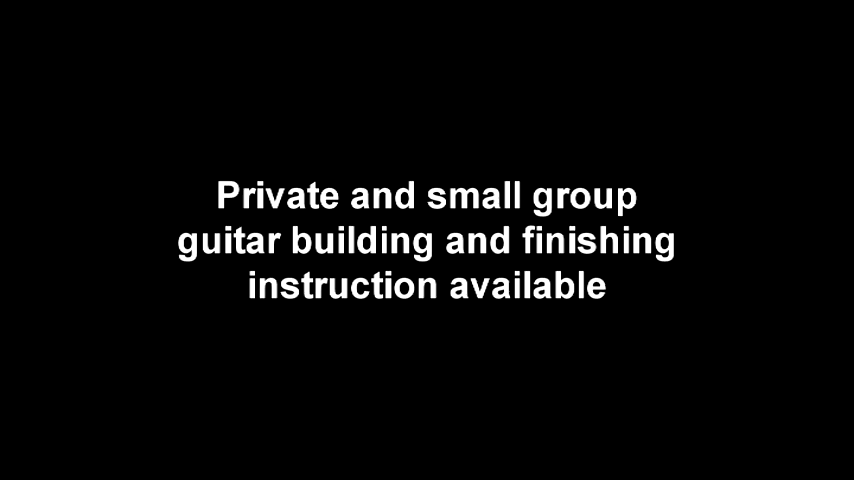 Private and small group
guitar building and finishing
instruction available